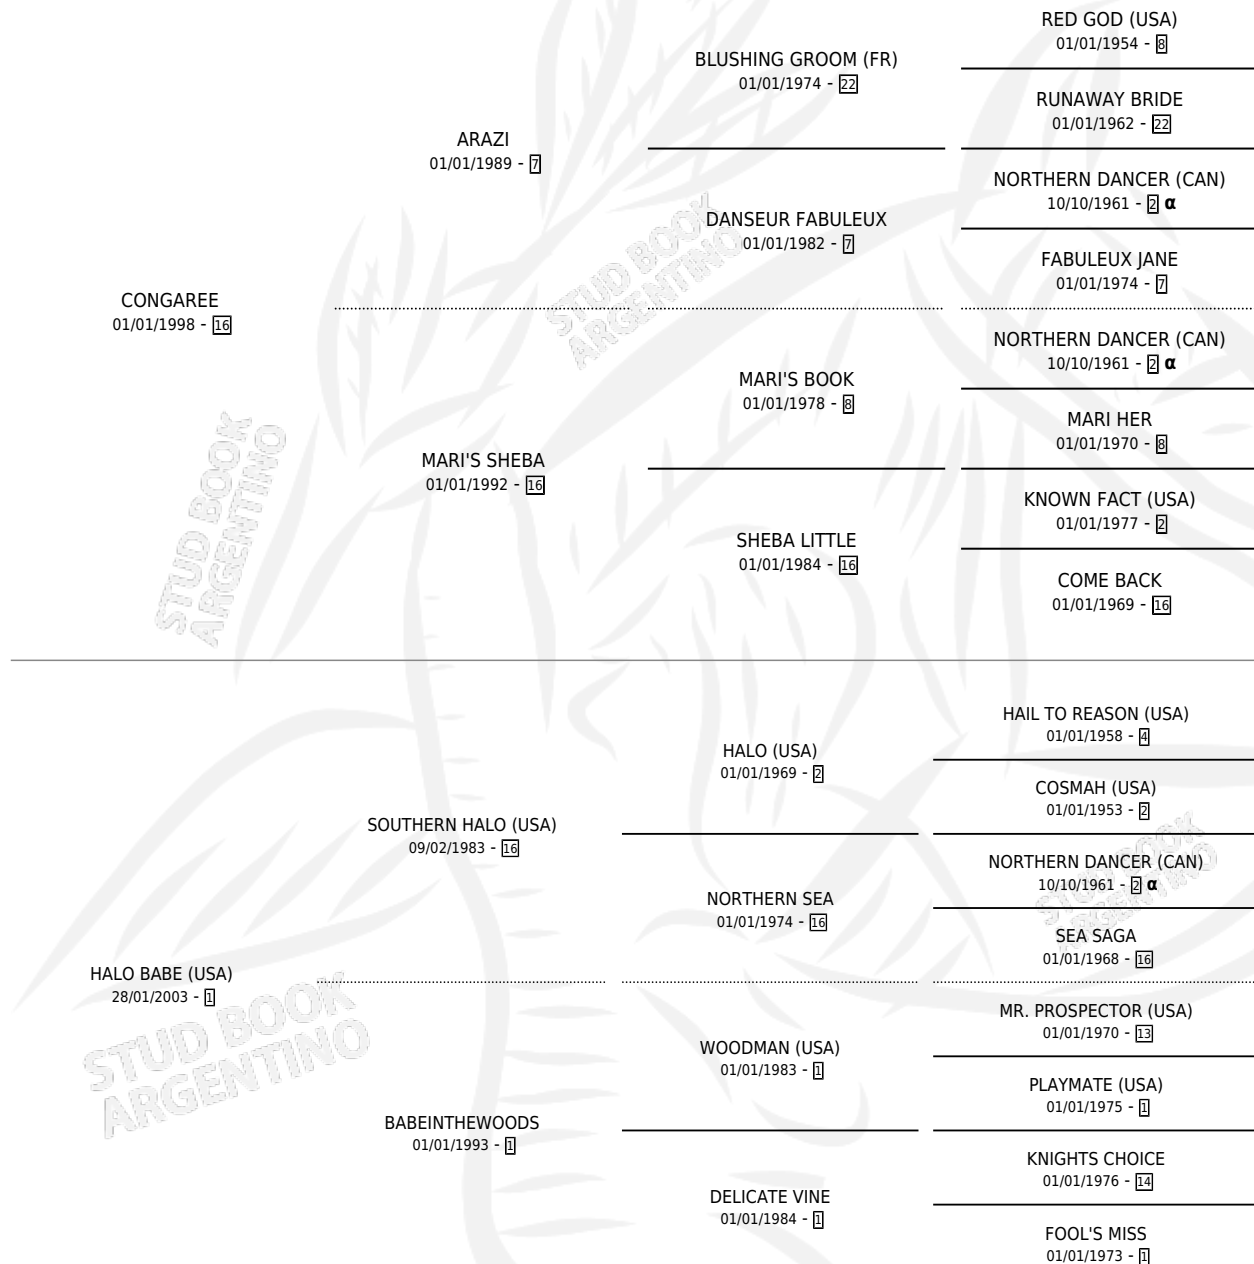 RED GOD (USA)
01/01/1954 - 8
BLUSHING GROOM (FR)
01/01/1974 - 22
RUNAWAY BRIDE
01/01/1962 - 22
ARAZI
01/01/1989 - 7
NORTHERN DANCER (CAN)
10/10/1961 - 2 α
DANSEUR FABULEUX
01/01/1982 - 7
FABULEUX JANE
01/01/1974 - 7
CONGAREE
01/01/1998 - 16
NORTHERN DANCER (CAN)
10/10/1961 - 2 α
MARI'S BOOK
01/01/1978 - 8
MARI HER
01/01/1970 - 8
MARI'S SHEBA
01/01/1992 - 16
KNOWN FACT (USA)
01/01/1977 - 2
SHEBA LITTLE
01/01/1984 - 16
COME BACK
01/01/1969 - 16
HAIL TO REASON (USA)
01/01/1958 - 4
HALO (USA)
01/01/1969 - 2
COSMAH (USA)
01/01/1953 - 2
SOUTHERN HALO (USA)
09/02/1983 - 16
NORTHERN DANCER (CAN)
10/10/1961 - 2 α
NORTHERN SEA
01/01/1974 - 16
SEA SAGA
01/01/1968 - 16
HALO BABE (USA)
28/01/2003 - 1
MR. PROSPECTOR (USA)
01/01/1970 - 13
WOODMAN (USA)
01/01/1983 - 1
PLAYMATE (USA)
01/01/1975 - 1
BABEINTHEWOODS
01/01/1993 - 1
KNIGHTS CHOICE
01/01/1976 - 14
DELICATE VINE
01/01/1984 - 1
FOOL'S MISS
01/01/1973 - 1
STUD BOOK
ARGENTINO
STUD BOOK
ARGENTINO
STUD BOOK
ARGENTINO
STUD BOOK
ARGENTINO